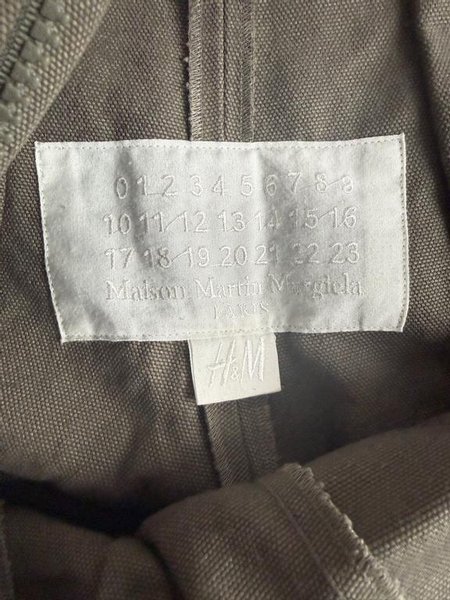 0 1 2 3 4 5 6 7 8 9
10 11 12 13 14 15 16
17 18 19 20 21 22 23
Maison Martin Margiela
PARIS
H&M